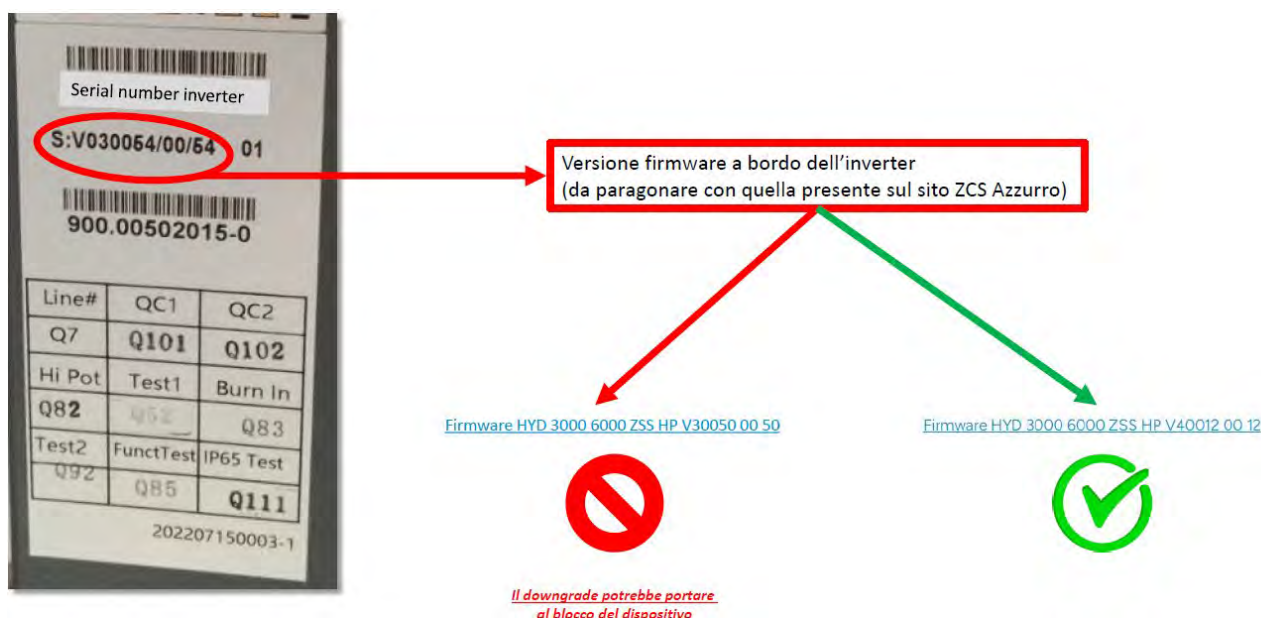 Serial number inverter
S:V030054/00/54 01
900.00502015-0
Line# QC1 QC2
Q7 Q101 Q102
Hi Pot Test1 Burn In
Q82 Q52 Q83
Test2 FunctTest IP65 Test
Q92 Q85 Q111
202207150003-1
Versione firmware a bordo dell'inverter
(da paragonare con quella presente sul sito ZCS Azzurro)
Firmware HYD 3000 6000 ZSS HP V30050 00 50
Firmware HYD 3000 6000 ZSS HP V40012 00 12
Il downgrade potrebbe portare
al blocco del dispositivo